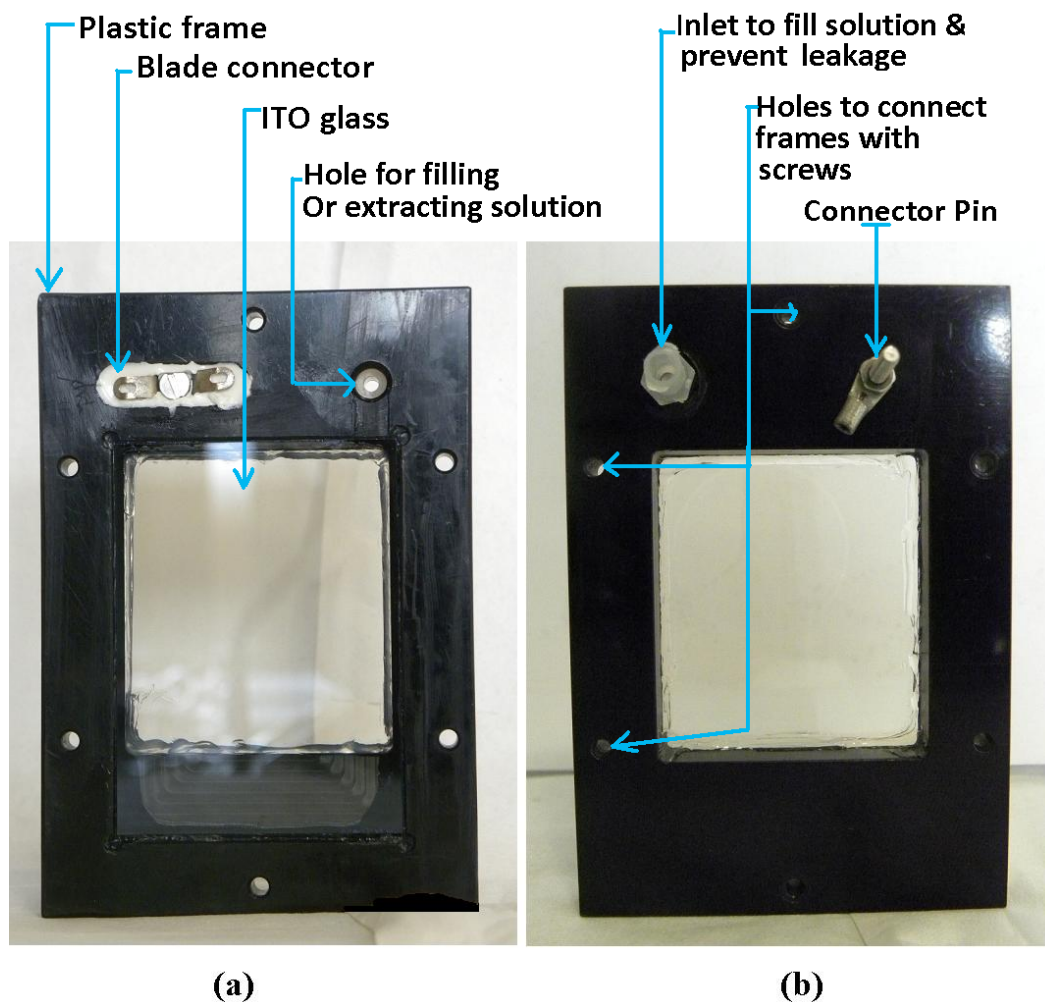 Plastic frame
Blade connector
ITO glass
Hole for filling
Or extracting solution
Inlet to fill solution &
prevent leakage
Holes to connect
frames with
screws
Connector Pin
(a)
(b)